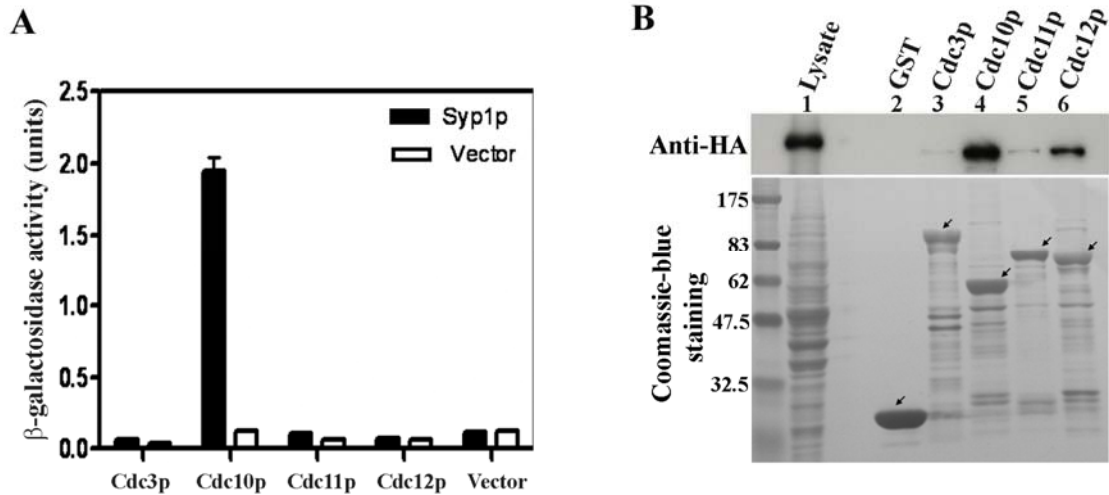 A
β-galactosidase activity (units)
2.5
2.0
1.5
1.0
0.5
0.0
Syp1p
Vector
Cdc3p Cdc10p Cdc11p Cdc12p Vector
B
Lysate GST Cdc3p Cdc10p Cdc11p Cdc12p
1 2 3 4 5 6
Anti-HA
Coomassie-blue
staining
175
83
62
47.5
32.5